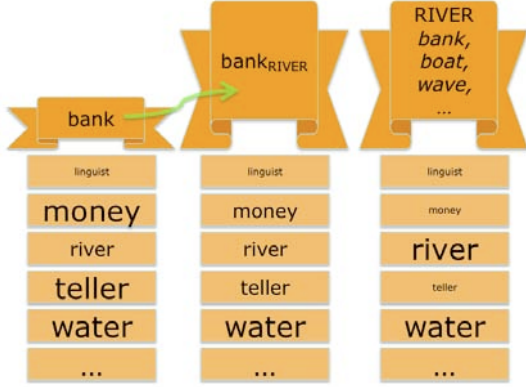 bank
linguist
money
river
teller
water
...
bankRIVER
linguist
money
river
teller
water
...
RIVER
bank,
boat,
wave,
...
linguist
money
river
teller
water
...